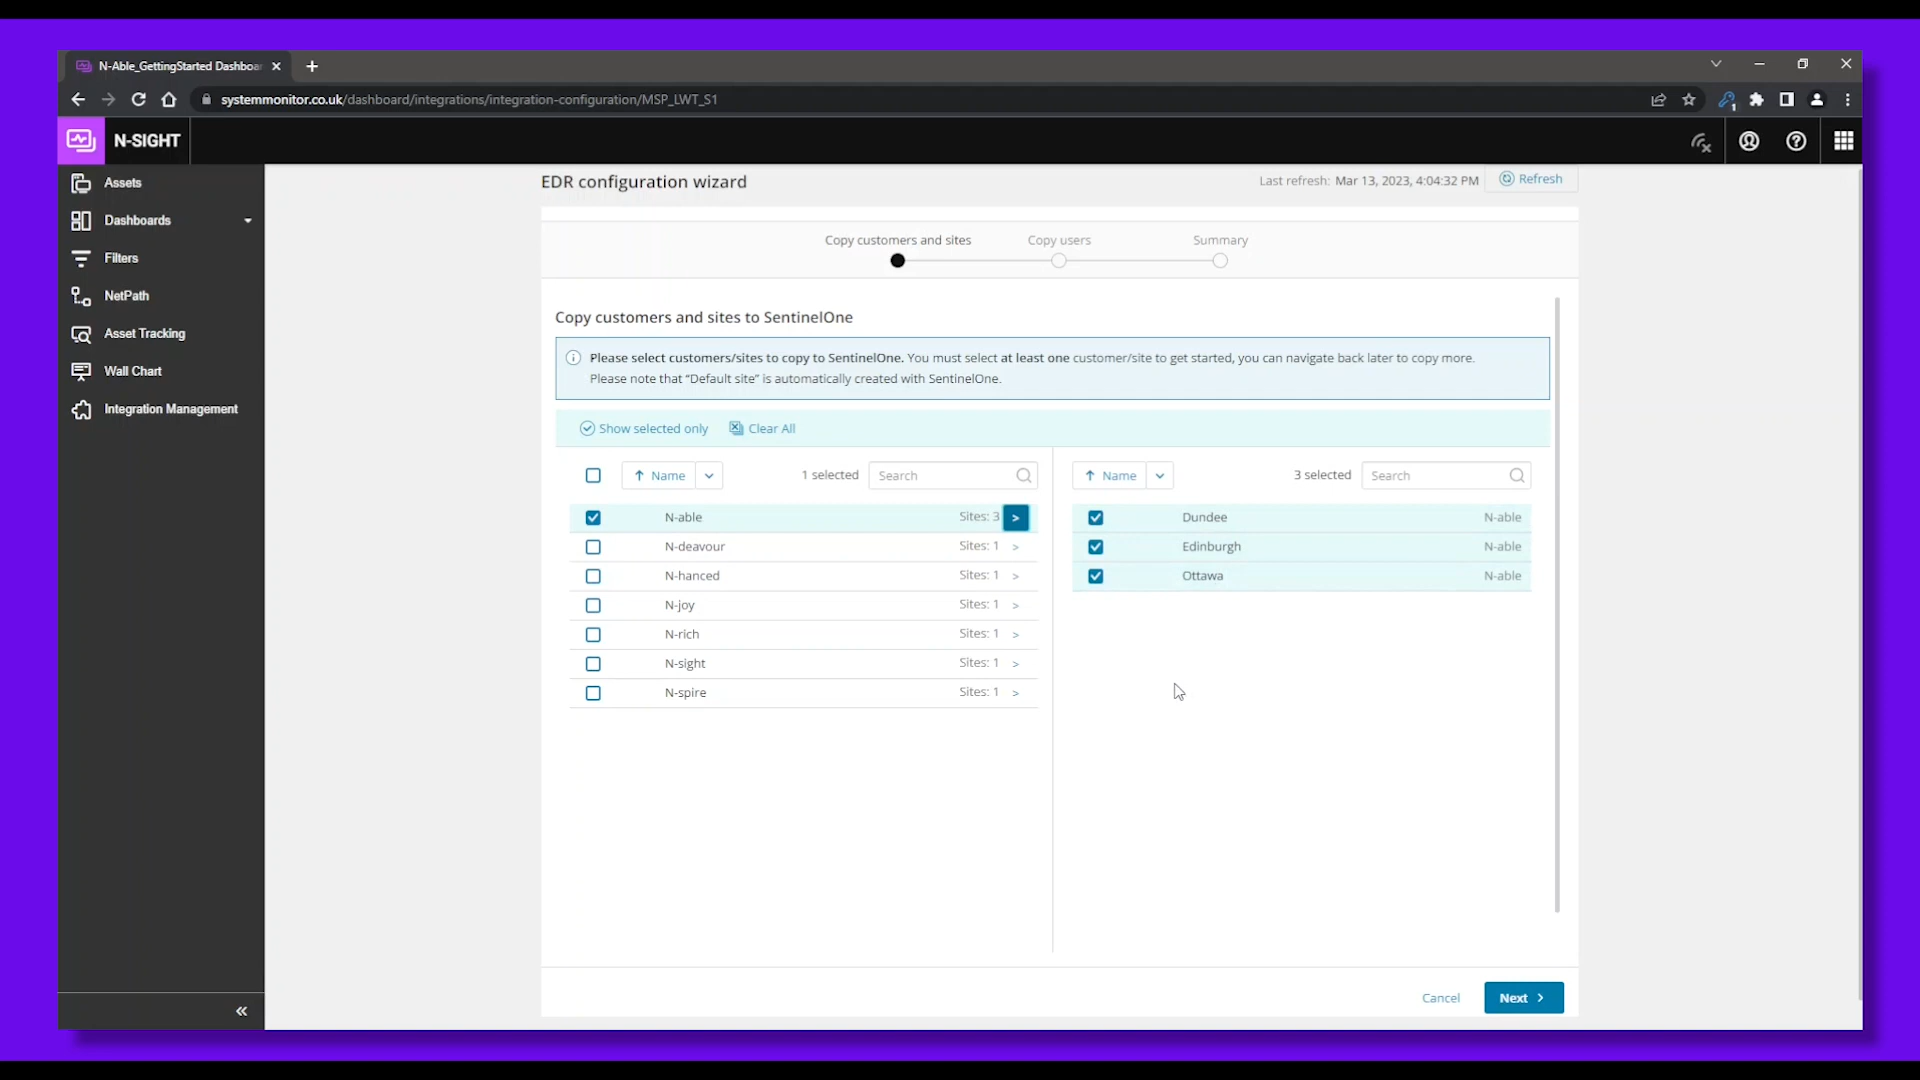 N-Able_GettingStarted Dashboa
systemmonitor.co.uk/dashboard/integrations/integration-configuration/MSP_LWT_S1
1
N-SIGHT
Assets
Dashboards
Filters
NetPath
Asset Tracking
Wall Chart
Integration Management
EDR configuration wizard
Last refresh: Mar 13, 2023, 4:04:32 PM
Refresh
Copy customers and sites
Copy users
Summary
Copy customers and sites to SentinelOne
Please select customers/sites to copy to SentinelOne. You must select at least one customer/site to get started, you can navigate back later to copy more.
Please note that “Default site” is automatically created with SentinelOne.
Show selected only
Clear All
Name
1 selected
Search
N-able Sites: 3 >
N-deavour Sites: 1 >
N-hanced Sites: 1 >
N-joy Sites: 1 >
N-rich Sites: 1 >
N-sight Sites: 1 >
N-spire Sites: 1 >
Name
3 selected
Search
Dundee N-able
Edinburgh N-able
Ottawa N-able
Cancel
Next >